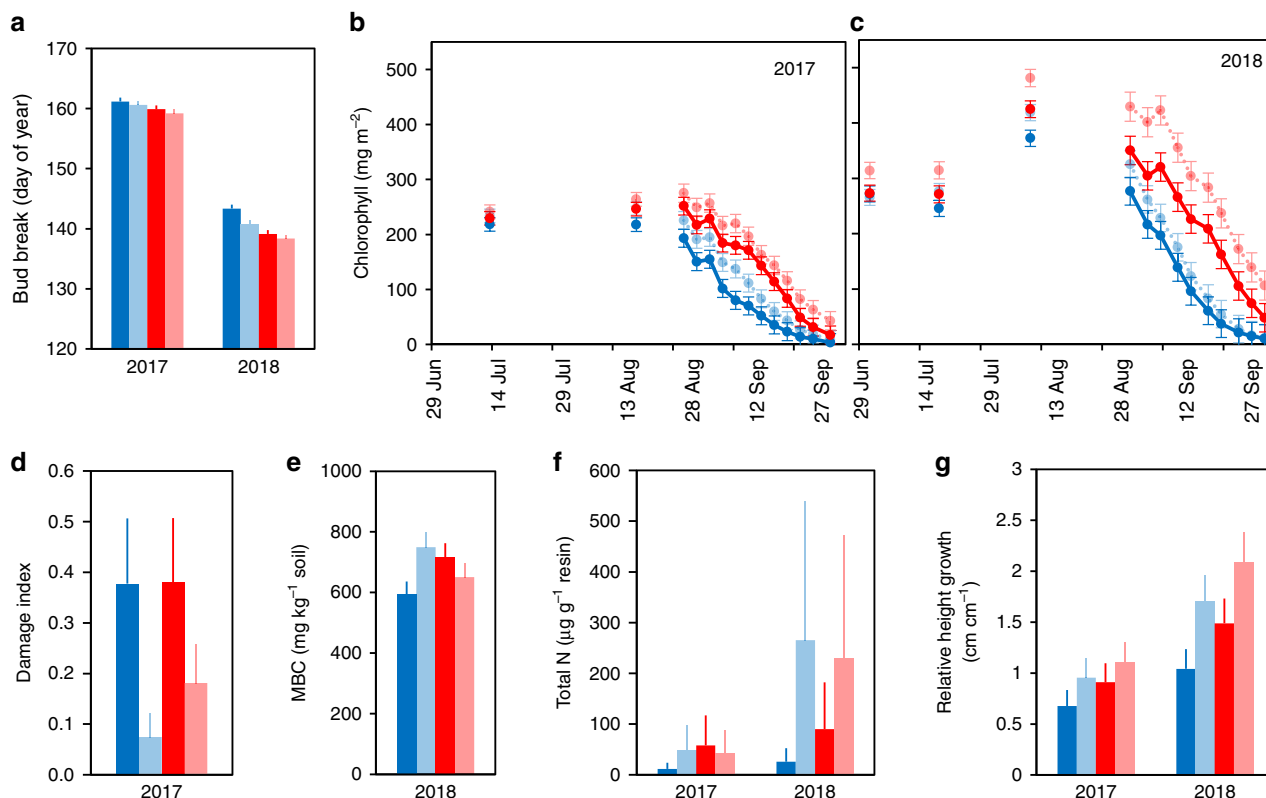 a
Bud break (day of year)
170
160
150
140
130
120
2017
2018
b
Chlorophyll (mg m⁻²)
500
400
300
200
100
0
2017
29 Jun
14 Jul
29 Jul
13 Aug
28 Aug
12 Sep
27 Sep
c
2018
29 Jun
14 Jul
29 Jul
13 Aug
28 Aug
12 Sep
27 Sep
d
Damage index
0.6
0.5
0.4
0.3
0.2
0.1
0.0
2017
e
MBC (mg kg⁻¹ soil)
1000
800
600
400
200
0
2018
f
Total N (μg g⁻¹ resin)
600
500
400
300
200
100
0
2017
2018
g
Relative height growth
(cm cm⁻¹)
3
2.5
2
1.5
1
0.5
0
2017
2018